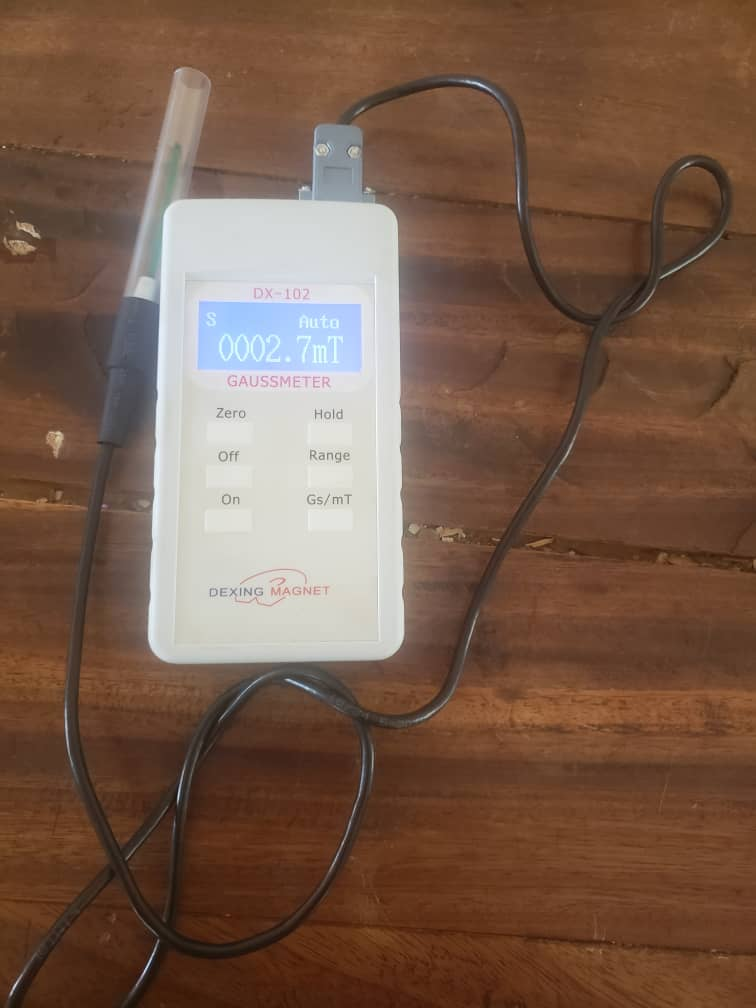 DX-102
S Auto
0002.7mT
GAUSSMETER
Zero Hold
Off Range
On Gs/mT
DEXING MAGNET